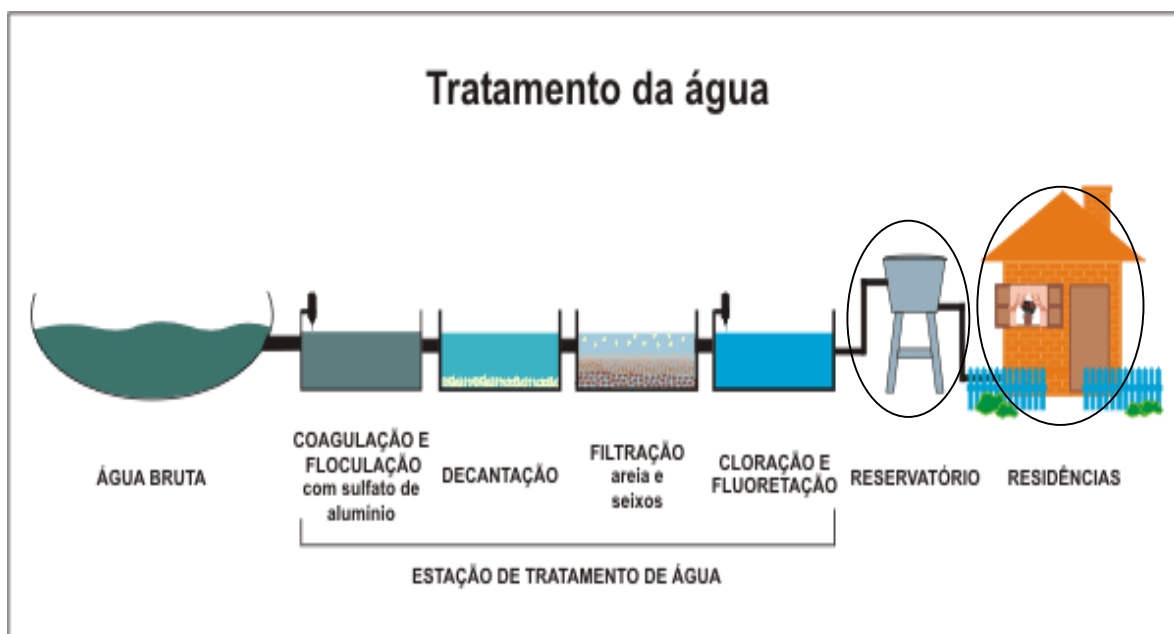 Tratamento da água
ÁGUA BRUTA
COAGULAÇÃO E
FLOCULAÇÃO
com sulfato de
alumínio
DECANTAÇÃO
FILTRAÇÃO
areia e
seixos
CLORAÇÃO E
FLUORETAÇÃO
RESERVATÓRIO
RESIDÊNCIAS
ESTAÇÃO DE TRATAMENTO DE ÁGUA